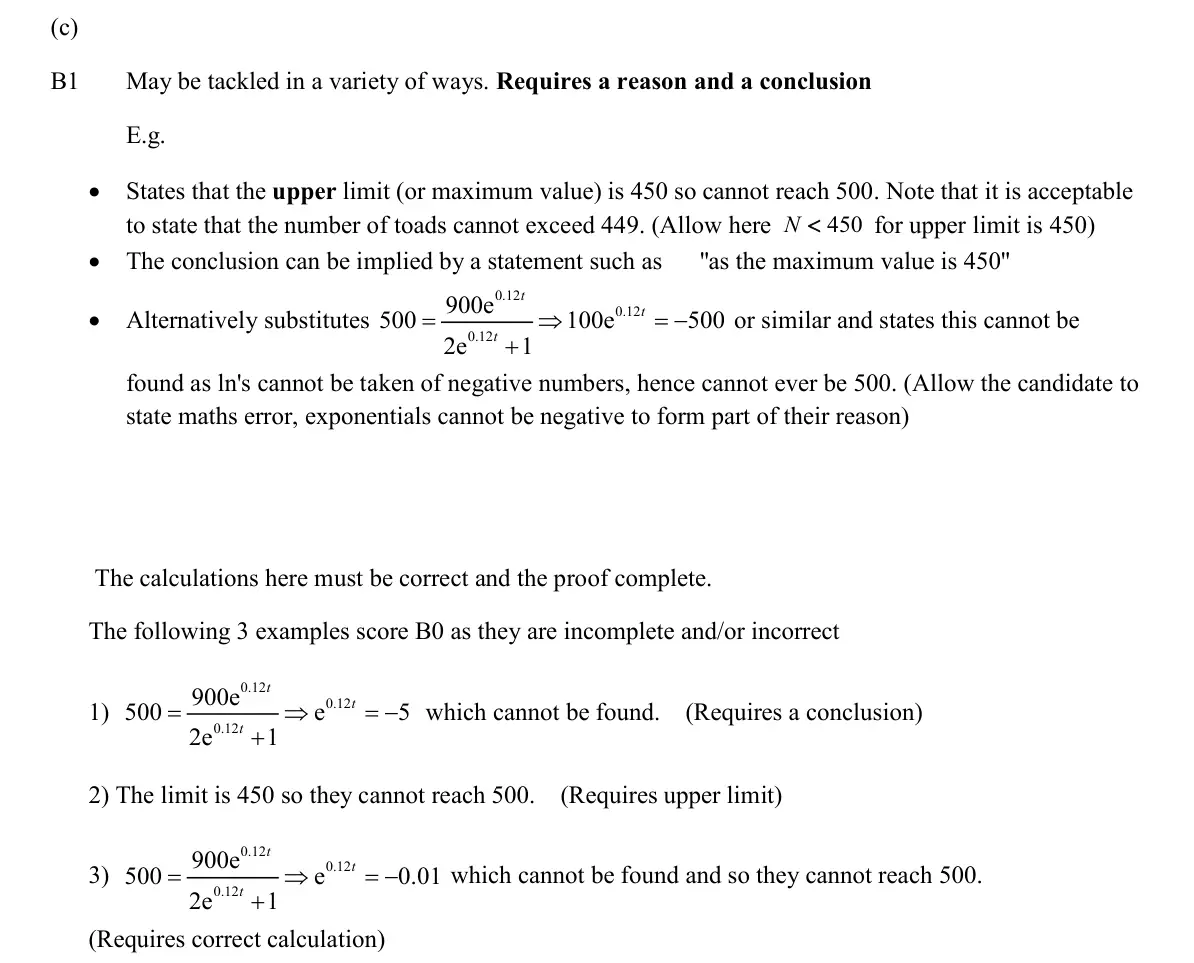 (c)
B1 May be tackled in a variety of ways. Requires a reason and a conclusion
E.g.
• States that the upper limit (or maximum value) is 450 so cannot reach 500. Note that it is acceptable
to state that the number of toads cannot exceed 449. (Allow here N < 450 for upper limit is 450)
• The conclusion can be implied by a statement such as "as the maximum value is 450"
• Alternatively substitutes 500 = \frac{900e^{0.12t}}{2e^{0.12t}+1} ⇒ 100e^{0.12t} = −500 or similar and states this cannot be
found as ln's cannot be taken of negative numbers, hence cannot ever be 500. (Allow the candidate to
state maths error, exponentials cannot be negative to form part of their reason)
The calculations here must be correct and the proof complete.
The following 3 examples score B0 as they are incomplete and/or incorrect
1) 500 = \frac{900e^{0.12t}}{2e^{0.12t}+1} ⇒ e^{0.12t} = −5 which cannot be found. (Requires a conclusion)
2) The limit is 450 so they cannot reach 500. (Requires upper limit)
3) 500 = \frac{900e^{0.12t}}{2e^{0.12t}+1} ⇒ e^{0.12t} = −0.01 which cannot be found and so they cannot reach 500.
(Requires correct calculation)